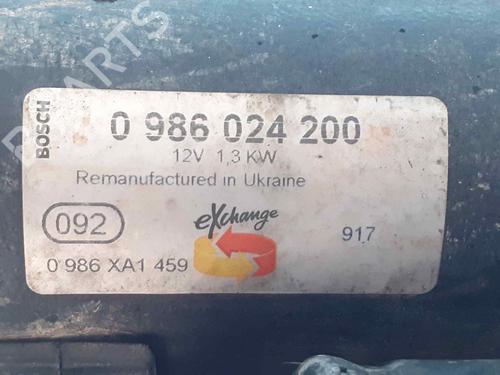 BOSCH
0 986 024 200
12V 1,3 KW
Remanufactured in Ukraine
092
eXchange
917
0 986 XA1 459
PARTS